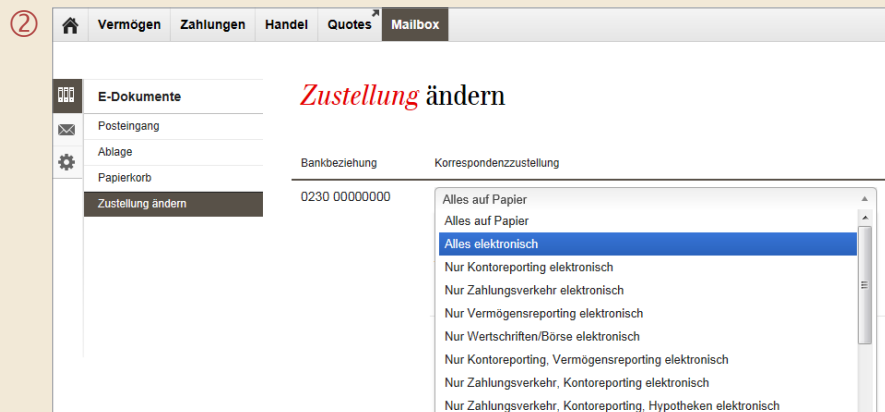 ②
Vermögen Zahlungen Handel Quotes Mailbox
E-Dokumente
Posteingang
Ablage
Papierkorb
Zustellung ändern
Zustellung ändern
Bankbeziehung Korrespondenzzustellung
0230 00000000 Alles auf Papier
Alles auf Papier
Alles elektronisch
Nur Kontoreporting elektronisch
Nur Zahlungsverkehr elektronisch
Nur Vermögensreporting elektronisch
Nur Wertschriften/Börse elektronisch
Nur Kontoreporting, Vermögensreporting elektronisch
Nur Zahlungsverkehr, Kontoreporting elektronisch
Nur Zahlungsverkehr, Kontoreporting, Hypotheken elektronisch